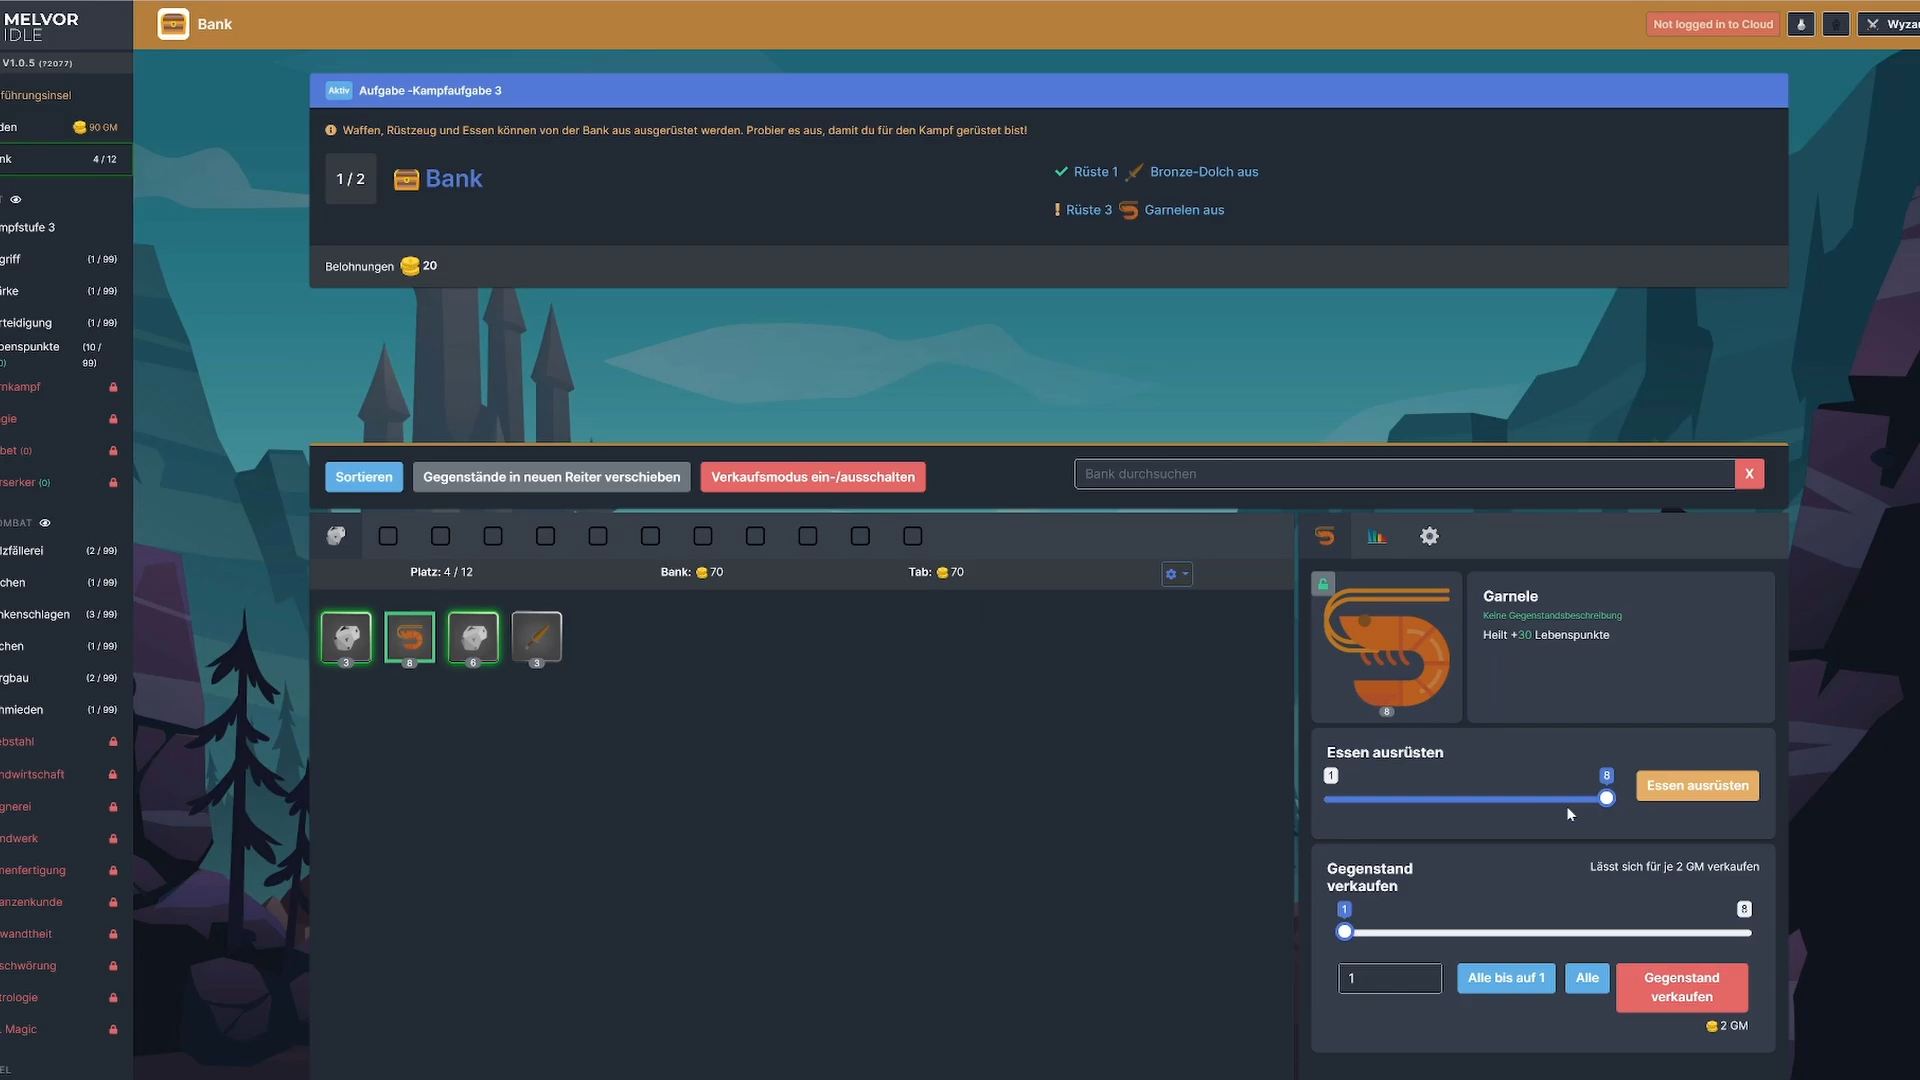 MELVOR
IDLE
Bank
Not logged in to Cloud
Wyza
V1.0.5 (?2077)
führungsinsel
den 90 GM
nk 4 / 12
Aktiv Aufgabe -Kampfaufgabe 3
Waffen, Rüstzeug und Essen können von der Bank aus ausgerüstet werden. Probier es aus, damit du für den Kampf gerüstet bist!
1 / 2 Bank
Rüste 1 Bronze-Dolch aus
Rüste 3 Garnelen aus
Belohnungen 20
T
mpfstufe 3
griff (1 / 99)
irke (1 / 99)
rteidigung (1 / 99)
ebenspunkte (10 /
0) 99)
rnkampf
gie
bet (0)
rserker (0)
OMBAT
lzfällerei (2 / 99)
chen (1 / 99)
nkenschlagen (3 / 99)
chen (1 / 99)
rgbau (2 / 99)
hmieden (1 / 99)
ebstahl
ndwirtschaft
gnerei
ndwerk
nenfertigung
anzenkunde
wandtheit
schwörung
trologie
. Magic
EL
Sortieren
Gegenstände in neuen Reiter verschieben
Verkaufsmodus ein-/ausschalten
Bank durchsuchen
X
Platz: 4 / 12
Bank: 70
Tab: 70
3
8
6
3
8
Garnele
Keine Gegenstandsbeschreibung
Heilt +30 Lebenspunkte
Essen ausrüsten
1
8
Essen ausrüsten
Gegenstand
verkaufen
Lässt sich für je 2 GM verkaufen
1
8
1
Alle bis auf 1
Alle
Gegenstand
verkaufen
2 GM